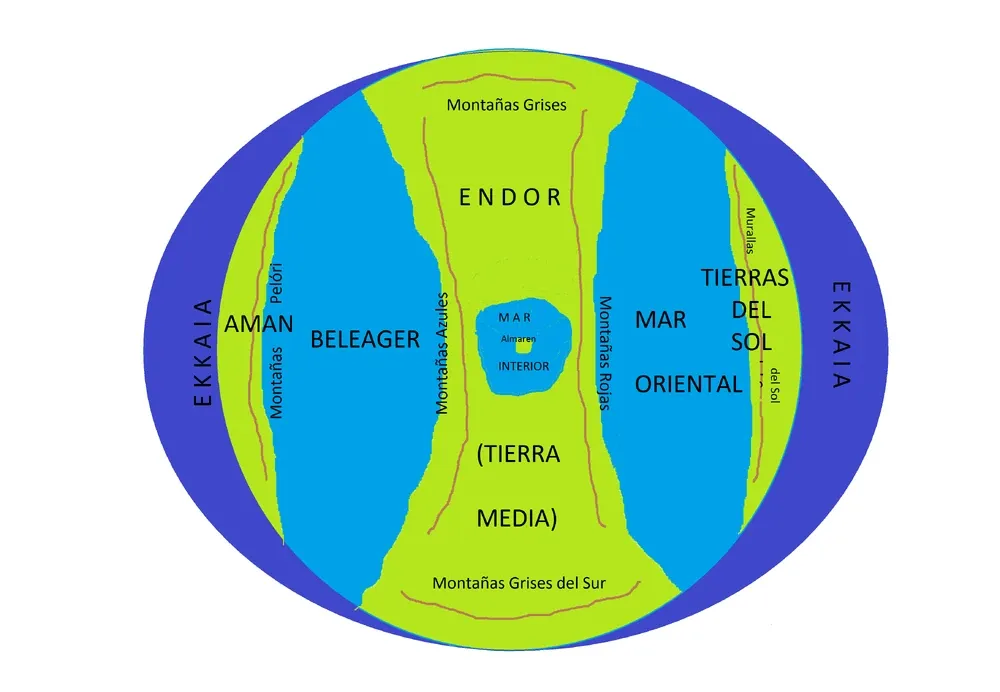 Montañas Grises
ENDOR
EKKAIA
AMAN
Montañas Pelóri
BELEAGER
Montañas Azules
MAR
Almaren
INTERIOR
Montañas Rojas
MAR
ORIENTAL
Murallas
del Sol
TIERRAS
DEL
SOL
EKKAIA
(TIERRA
MEDIA)
Montañas Grises del Sur